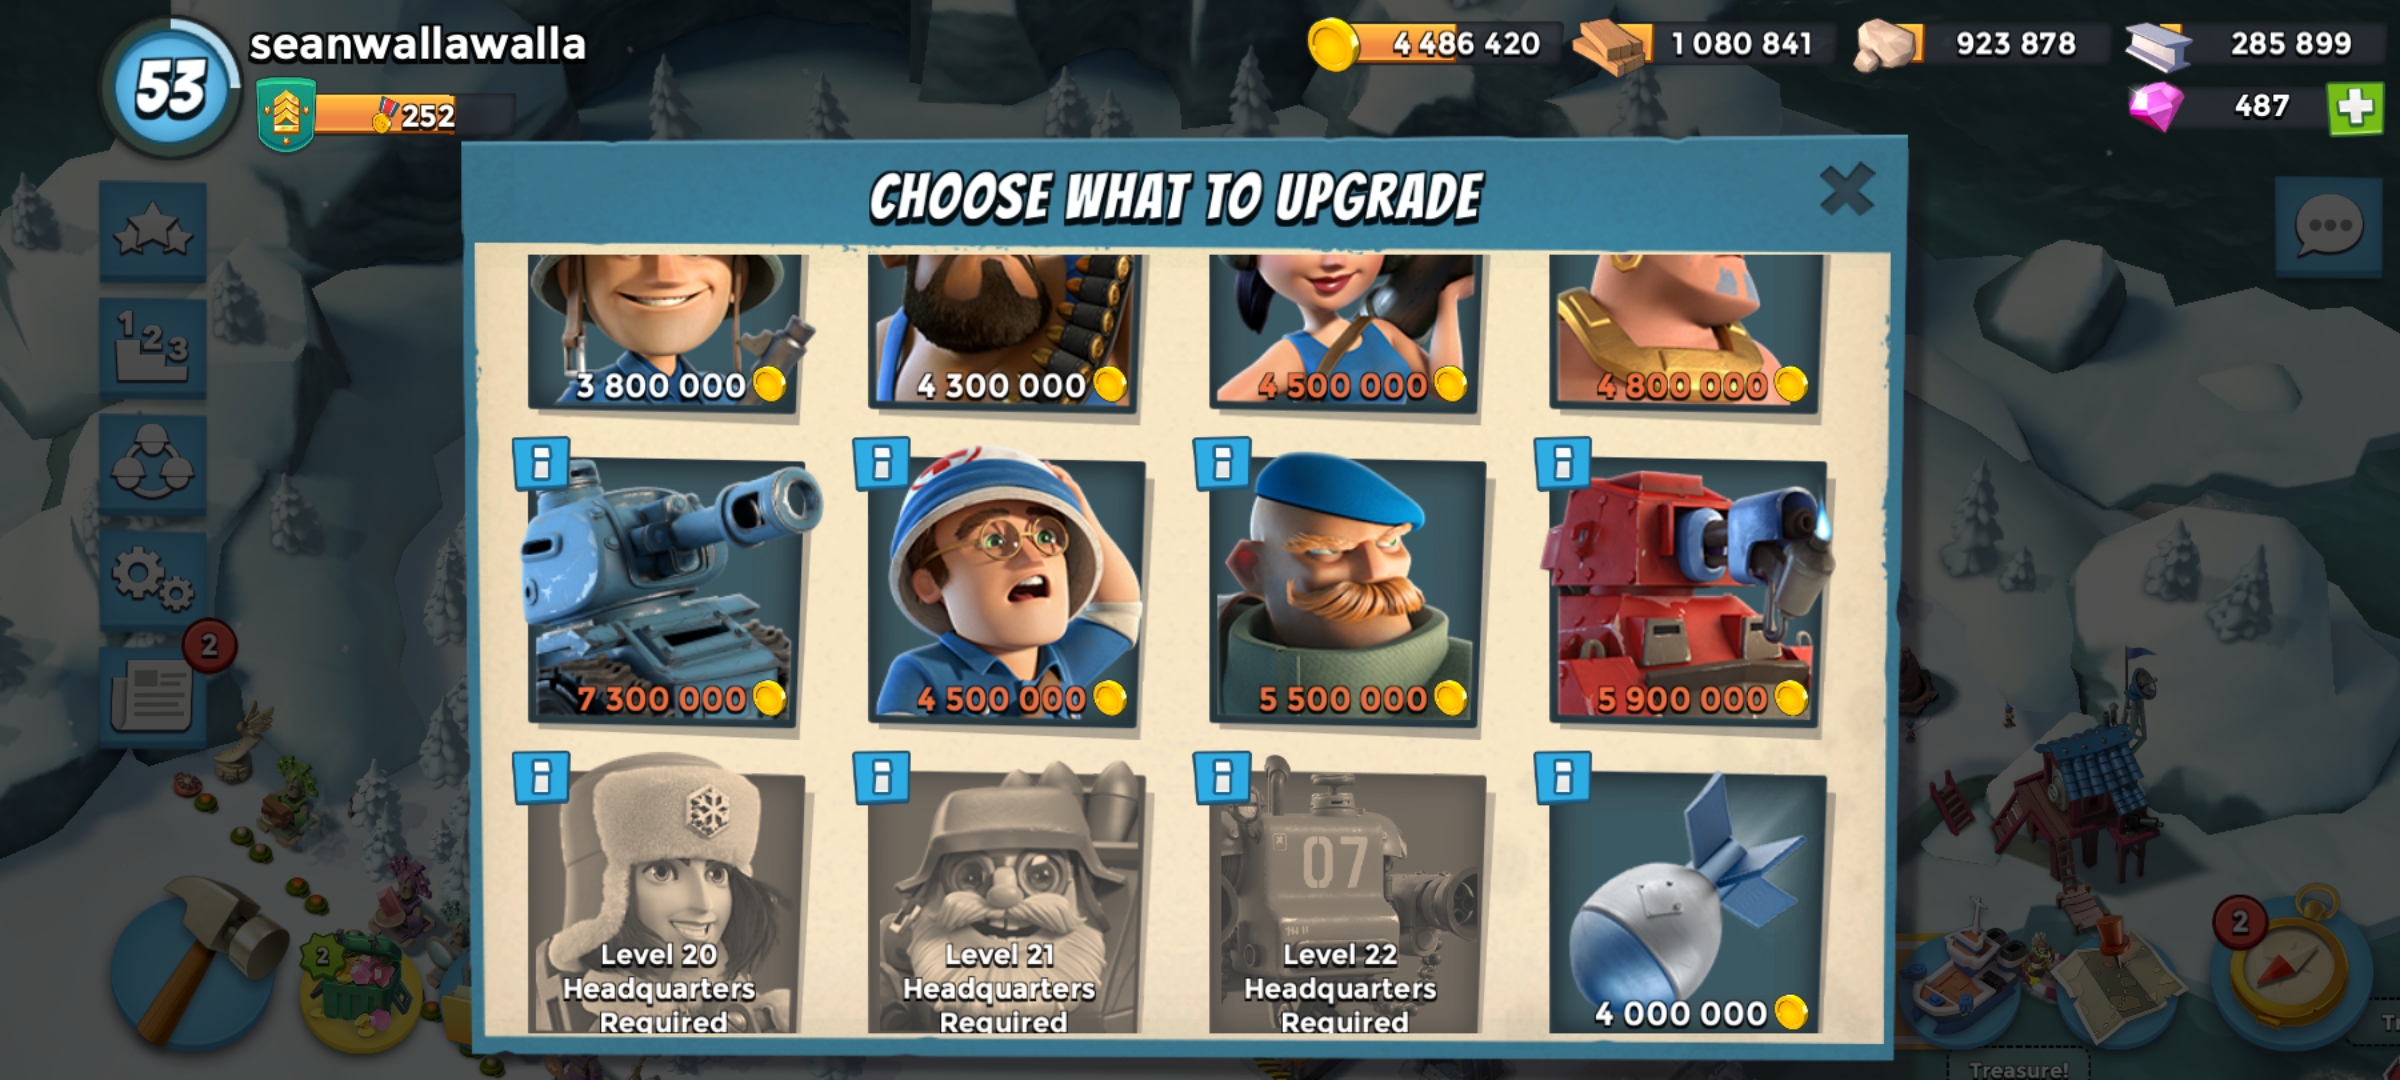 53
seanwallawalla
252
4 486 420
1 080 841
923 878
285 899
487
CHOOSE WHAT TO UPGRADE
3 800 000
4 300 000
4 500 000
4 800 000
1 2 3
2
i
i
i
i
7 300 000
4 500 000
5 500 000
5 900 000
i
i
i
i
07
Level 20
Headquarters
Required
Level 21
Headquarters
Required
Level 22
Headquarters
Required
4 000 000
2
2
Treasure!